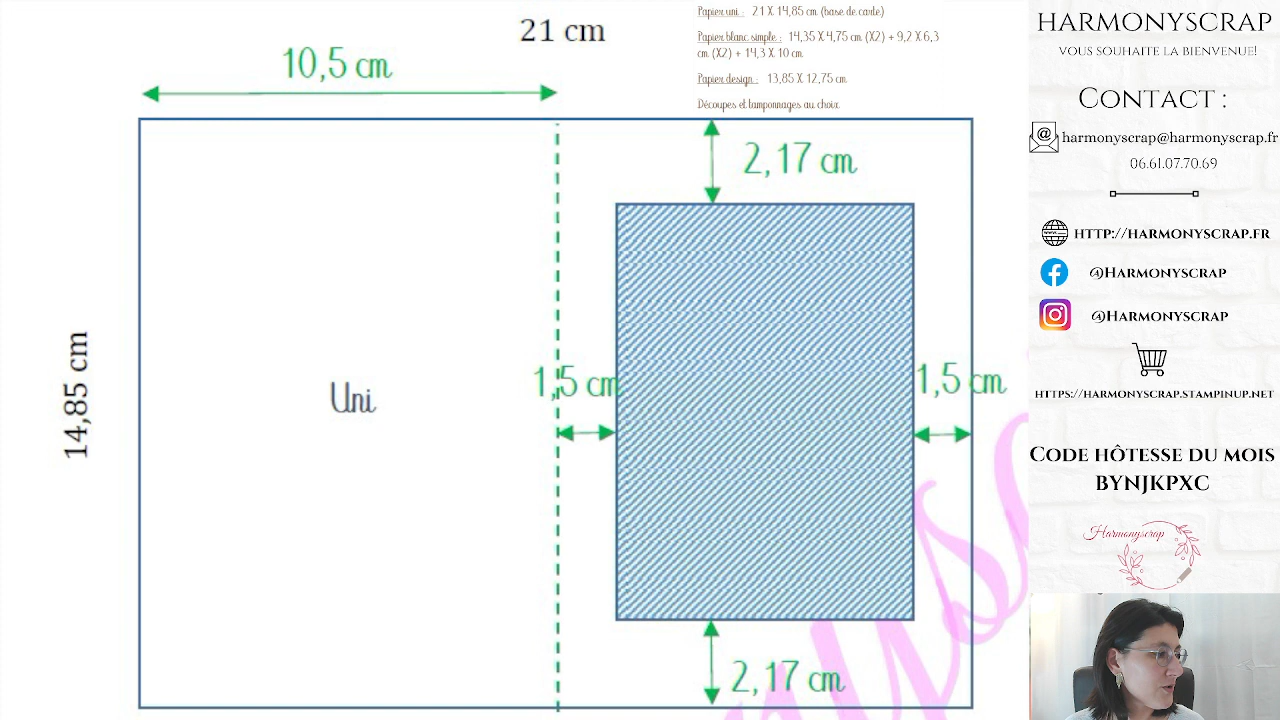 21 cm
Papier uni : 21 X 14,85 cm (base de carte)
Papier blanc simple : 14,35 X 4,75 cm (X2) + 9,2 X 6,3
cm (X2) + 14,3 X 10 cm
Papier design : 13,85 X 12,75 cm
Découpes et tamponnages au choix.
10,5 cm
2,17 cm
14,85 cm
Uni
1,5 cm
1,5 cm
2,17 cm
HARMONYSCRAP
VOUS SOUHAITE LA BIENVENUE!
CONTACT :
@
harmonyscrap@harmonyscrap.fr
06.61.07.70.69
HTTP://HARMONYSCRAP.FR
@HARMONYSCRAP
@HARMONYSCRAP
HTTPS://HARMONYSCRAP.STAMPINUP.NET
CODE HÔTESSE DU MOIS
BYNJKPXC
Harmonyscrap